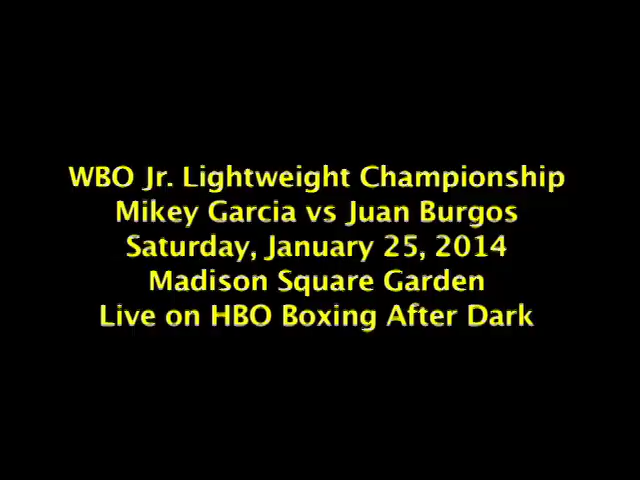 WBO Jr. Lightweight Championship
Mikey Garcia vs Juan Burgos
Saturday, January 25, 2014
Madison Square Garden
Live on HBO Boxing After Dark